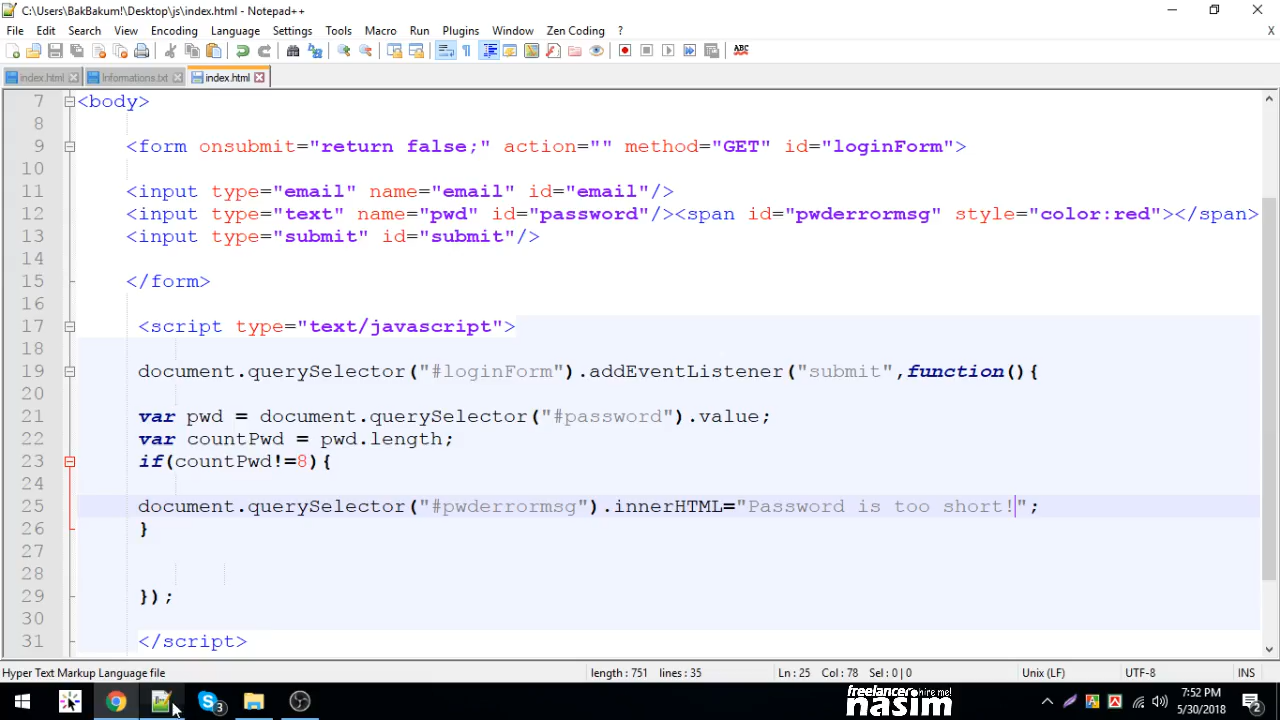 C:\Users\BakBakum!\Desktop\js\index.html - Notepad++
File Edit Search View Encoding Language Settings Tools Macro Run Plugins Window Zen Coding ? X
ABC
index.html Informations.txt index.html
7 <body>
8
9 <form onsubmit="return false;" action="" method="GET" id="loginForm">
10
11 <input type="email" name="email" id="email"/>
12 <input type="text" name="pwd" id="password"/><span id="pwderrormsg" style="color:red"></span>
13 <input type="submit" id="submit"/>
14
15 </form>
16
17 <script type="text/javascript">
18
19 document.querySelector("#loginForm").addEventListener("submit",function(){
20
21 var pwd = document.querySelector("#password").value;
22 var countPwd = pwd.length;
23 if(countPwd!=8){
24
25 document.querySelector("#pwderrormsg").innerHTML="Password is too short!";
26 }
27
28
29 });
30
31 </script>
Hyper Text Markup Language file length : 751 lines : 35 Ln : 25 Col : 78 Sel : 0 | 0 Unix (LF) UTF-8 INS
3
freelancer hire me!
nasim
7:52 PM
5/30/2018
2